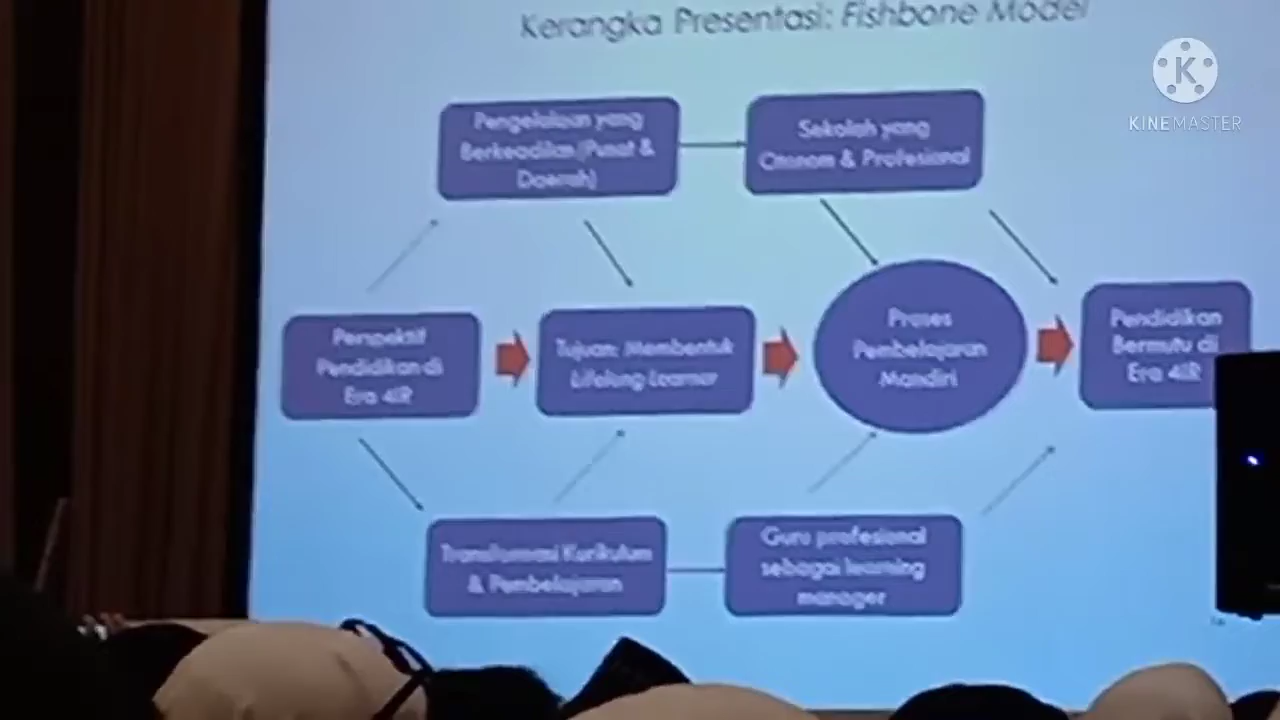 Kerangka Presentasi: Fishbone Model
K
KINEMASTER
Pengelolaan yang
Berkeadilan (Pusat &
Daerah)
Sekolah yang
Otonom & Profesional
Perspektif
Pendidikan di
Era 4IR
Tujuan: Membentuk
Lifelong Learner
Proses
Pembelajaran
Mandiri
Pendidikan
Bermutu di
Era 4IR
Transformasi Kurikulum
& Pembelajaran
Guru profesional
sebagai learning
manager